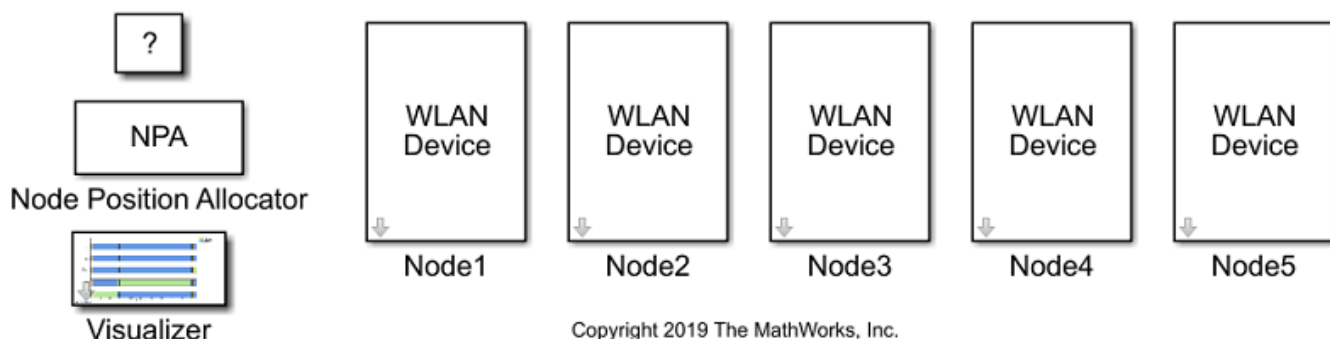 ?
NPA
Node Position Allocator
Visualizer
WLAN
Device
Node1
WLAN
Device
Node2
WLAN
Device
Node3
WLAN
Device
Node4
WLAN
Device
Node5
Copyright 2019 The MathWorks, Inc.